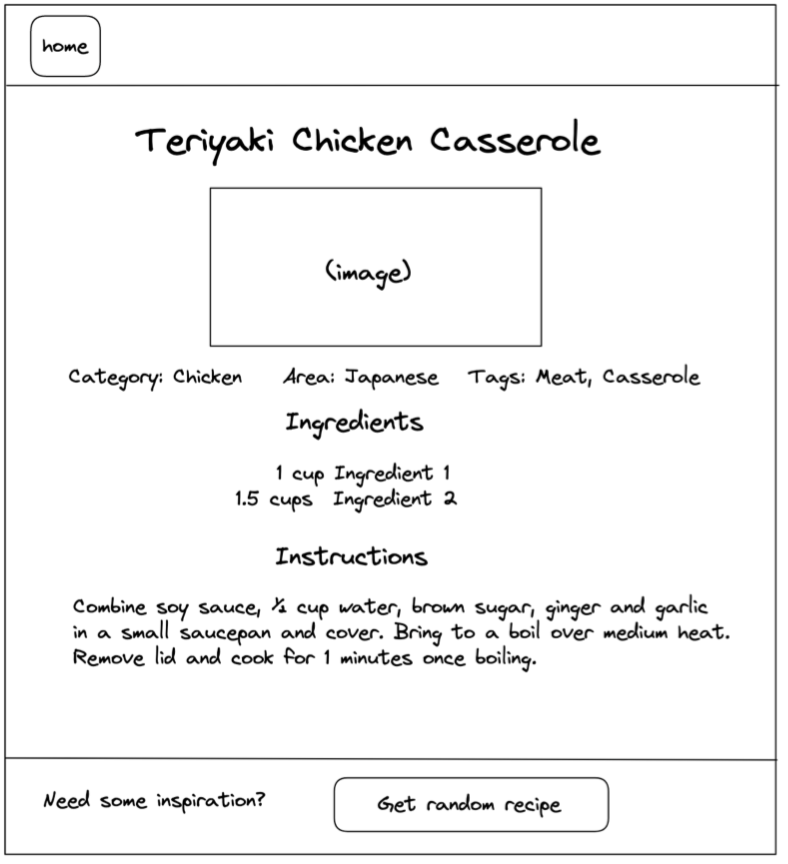 home
Teriyaki Chicken Casserole
(image)
Category: Chicken Area: Japanese Tags: Meat, Casserole
Ingredients
1 cup Ingredient 1
1.5 cups Ingredient 2
Instructions
Combine soy sauce, ½ cup water, brown sugar, ginger and garlic
in a small saucepan and cover. Bring to a boil over medium heat.
Remove lid and cook for 1 minutes once boiling.
Need some inspiration? Get random recipe